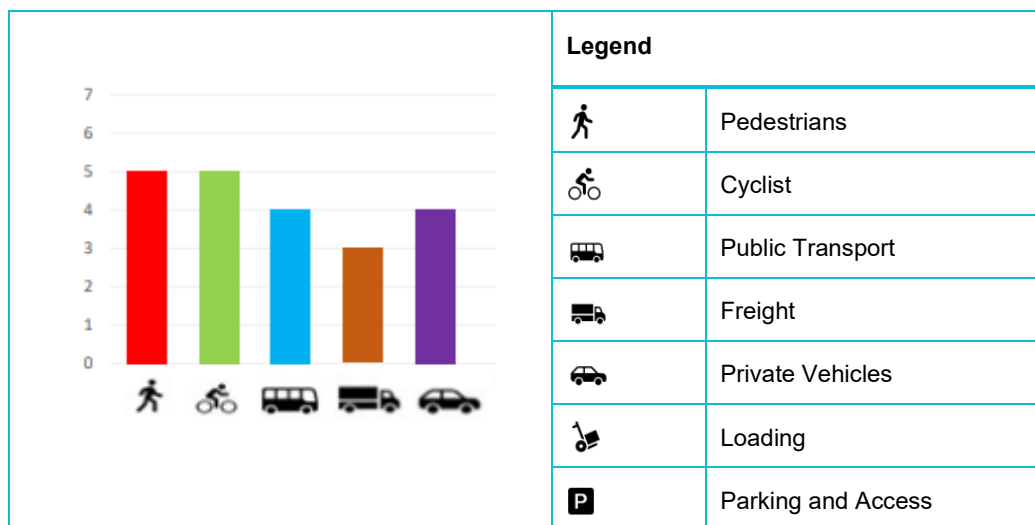 7
6
5
4
3
2
1
0
Legend
Pedestrians
Cyclist
Public Transport
Freight
Private Vehicles
Loading
P
Parking and Access